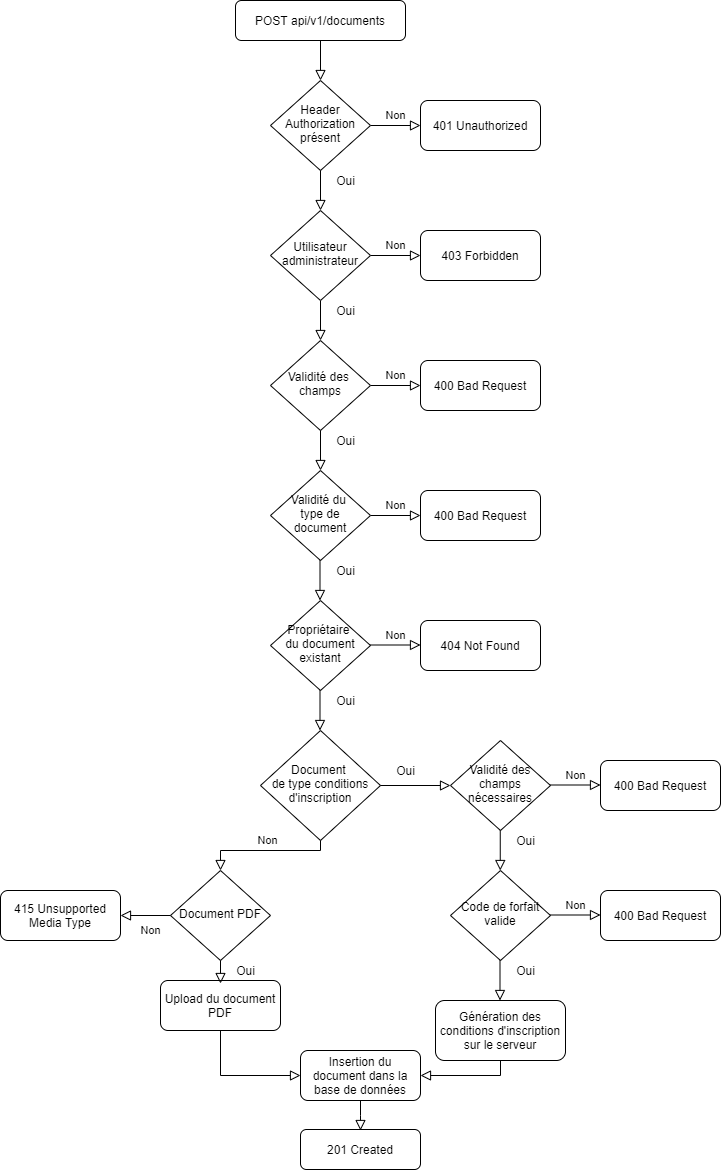 POST api/v1/documents
Header
Authorization
présent
Non
401 Unauthorized
Oui
Utilisateur
administrateur
Non
403 Forbidden
Oui
Validité des
champs
Non
400 Bad Request
Oui
Validité du
type de
document
Non
400 Bad Request
Oui
Propriétaire
du document
existant
Non
404 Not Found
Oui
Document
de type conditions
d'inscription
Oui
Validité des
champs
nécessaires
Non
400 Bad Request
Non
Oui
Document PDF
415 Unsupported
Media Type
Non
Code de forfait
valide
Non
400 Bad Request
Oui
Oui
Upload du document
PDF
Génération des
conditions d'inscription
sur le serveur
Insertion du
document dans la
base de données
201 Created